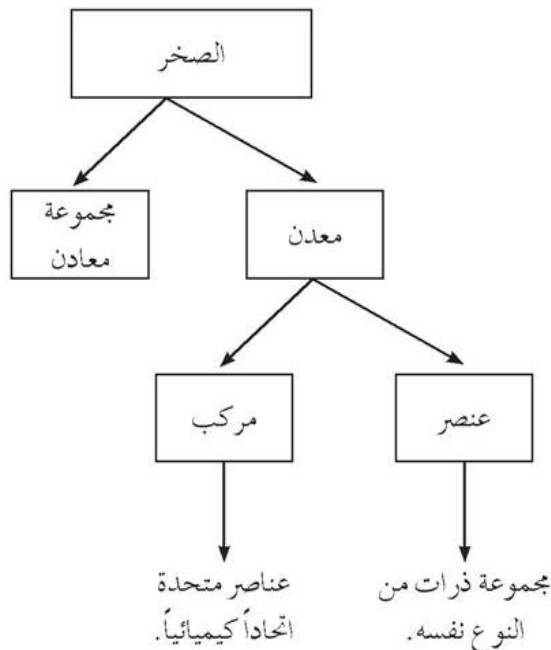 الصخر
معدن
مجموعة
معادن
عنصر
مركب
مجموعة ذرات من
النوع نفسه.
عناصر متحدة
اتحاداً كيميائياً.